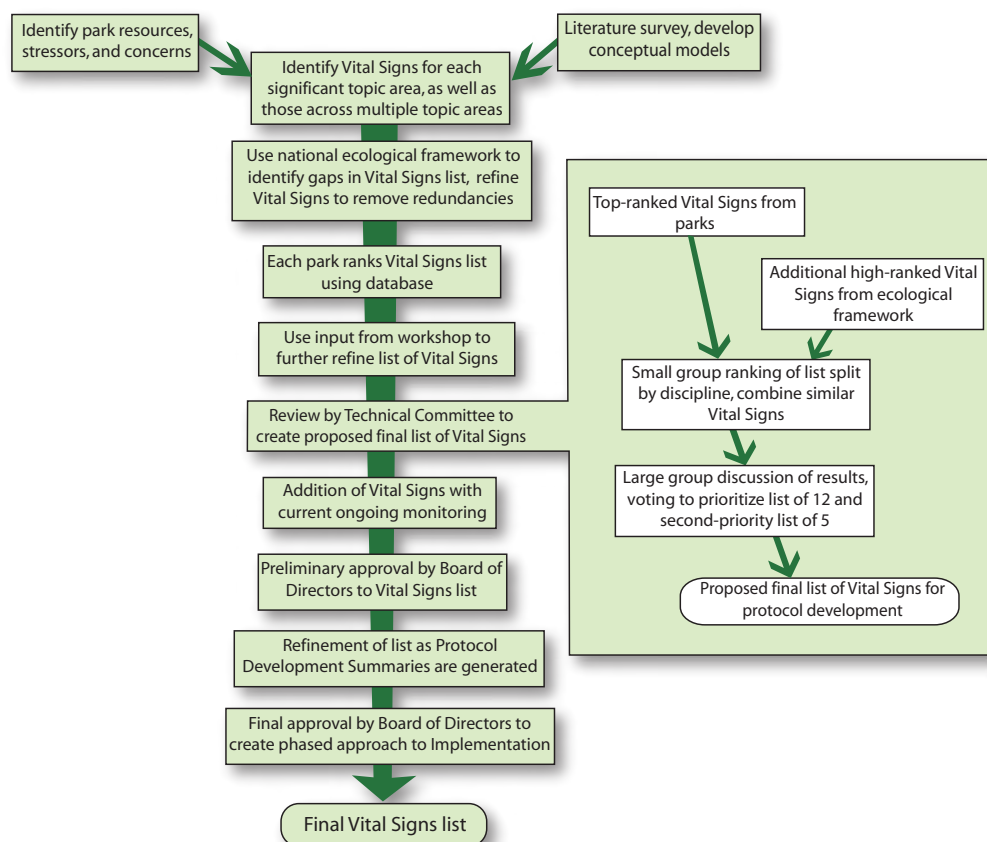 Identify park resources,
stressors, and concerns
Literature survey, develop
conceptual models
Identify Vital Signs for each
significant topic area, as well as
those across multiple topic areas
Use national ecological framework to
identify gaps in Vital Signs list, refine
Vital Signs to remove redundancies
Each park ranks Vital Signs list
using database
Use input from workshop to
further refine list of Vital Signs
Review by Technical Committee to
create proposed final list of Vital Signs
Addition of Vital Signs with
current ongoing monitoring
Preliminary approval by Board of
Directors to Vital Signs list
Refinement of list as Protocol
Development Summaries are generated
Final approval by Board of Directors to
create phased approach to Implementation
Final Vital Signs list
Top-ranked Vital Signs from
parks
Additional high-ranked Vital
Signs from ecological
framework
Small group ranking of list split
by discipline, combine similar
Vital Signs
Large group discussion of results,
voting to prioritize list of 12 and
second-priority list of 5
Proposed final list of Vital Signs for
protocol development